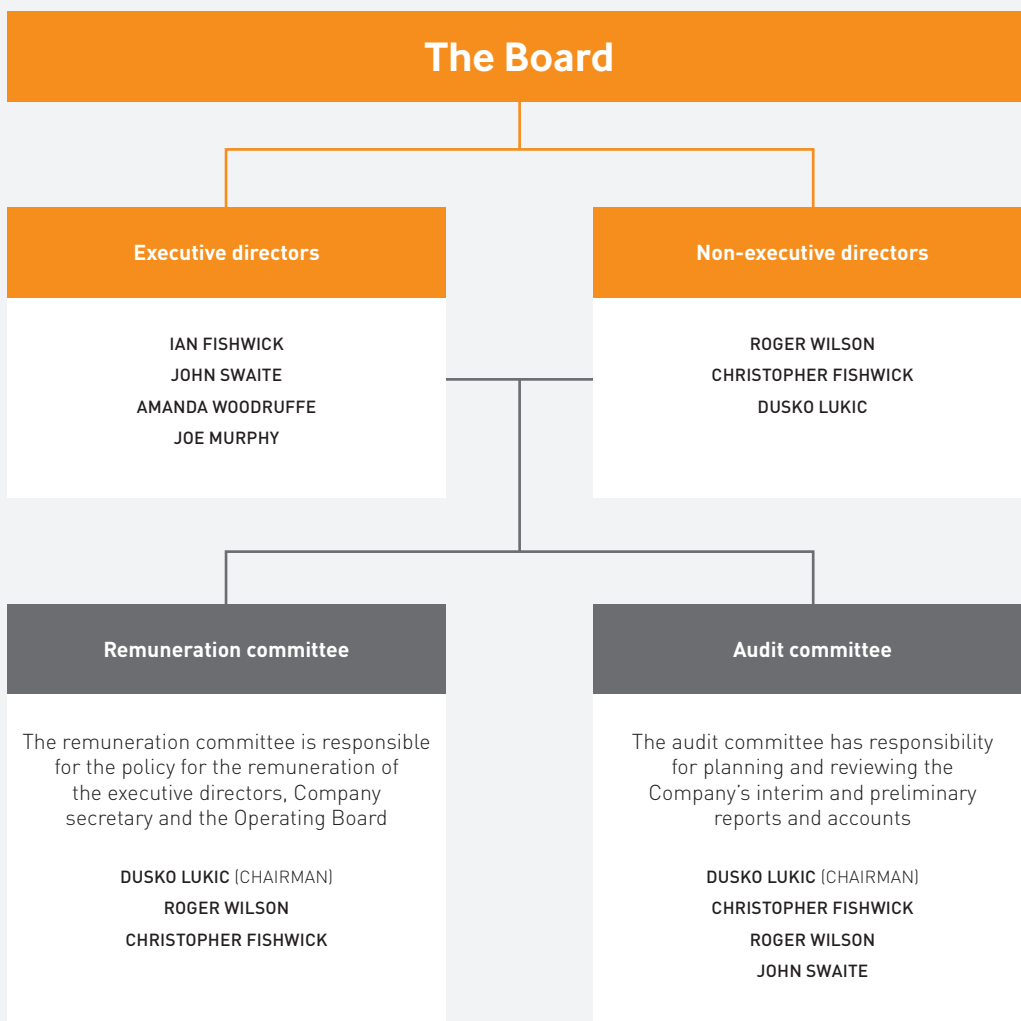 The Board
Executive directors
IAN FISHWICK
JOHN SWAITE
AMANDA WOODRUFFE
JOE MURPHY
Non-executive directors
ROGER WILSON
CHRISTOPHER FISHWICK
DUSKO LUKIC
Remuneration committee
The remuneration committee is responsible
for the policy for the remuneration of
the executive directors, Company
secretary and the Operating Board
DUSKO LUKIC (CHAIRMAN)
ROGER WILSON
CHRISTOPHER FISHWICK
Audit committee
The audit committee has responsibility
for planning and reviewing the
Company’s interim and preliminary
reports and accounts
DUSKO LUKIC (CHAIRMAN)
CHRISTOPHER FISHWICK
ROGER WILSON
JOHN SWAITE